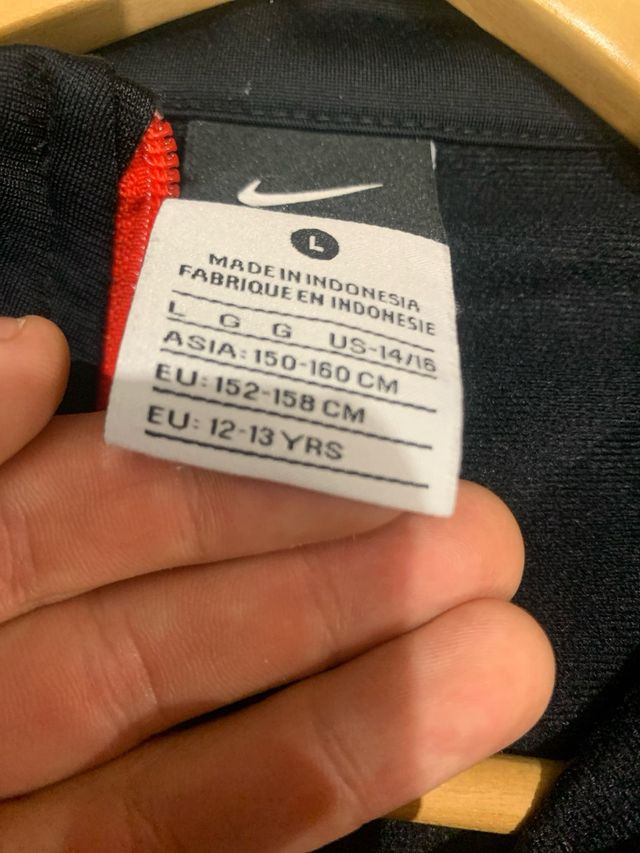 L
MADE IN INDONESIA
FABRIQUE EN INDONESIE
L G G US-14/16
ASIA: 150-160 CM
EU: 152-158 CM
EU: 12-13 YRS